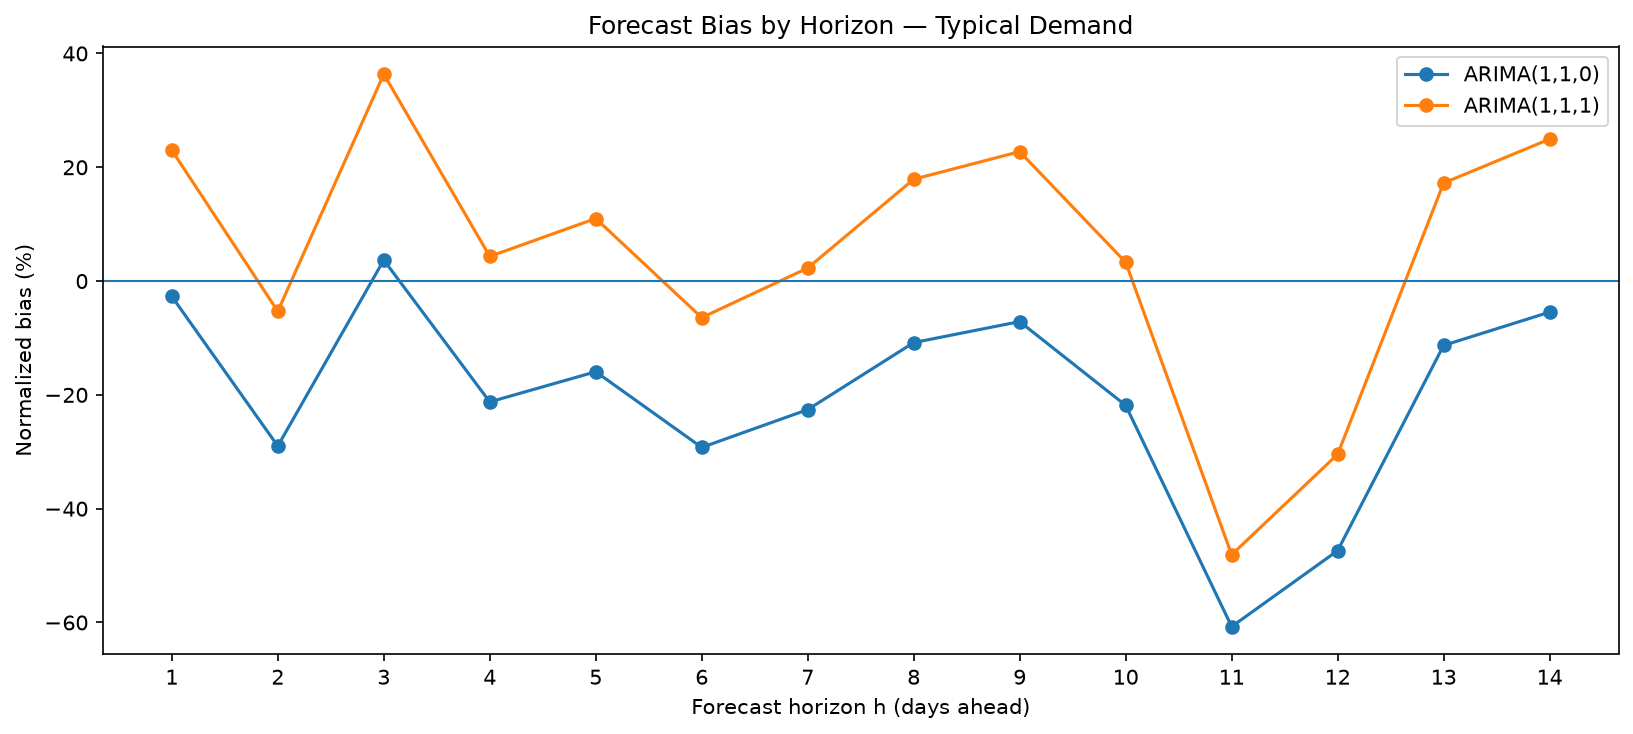 Forecast Bias by Horizon — Typical Demand
ARIMA(1,1,0)
ARIMA(1,1,1)
Normalized bias (%)
40
20
0
−20
−40
−60
1 2 3 4 5 6 7 8 9 10 11 12 13 14
Forecast horizon h (days ahead)